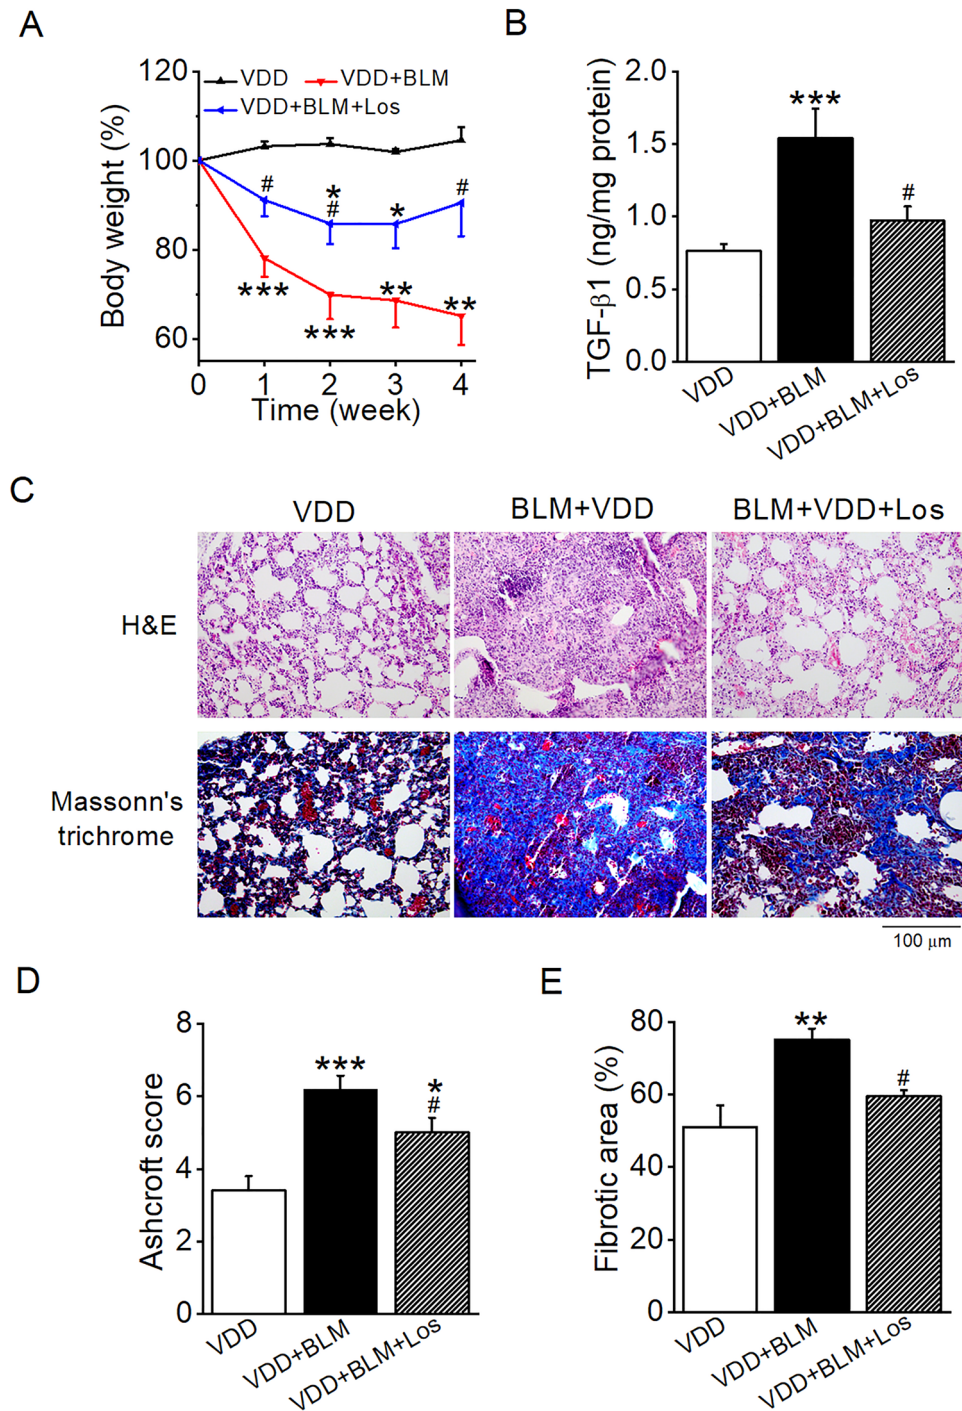 A
120
VDD
VDD+BLM
VDD+BLM+Los
Body weight (%)
100
80
60
#
*
#
*
#
***
***
**
**
0
1
2
3
4
Time (week)
B
TGF-β1 (ng/mg protein)
2.0
1.5
1.0
0.5
0.0
***
#
VDD
VDD+BLM
VDD+BLM+Los
C
VDD
BLM+VDD
BLM+VDD+Los
H&E
Massonn's
trichrome
100 μm
D
Ashcroft score
8
6
4
2
0
***
*
#
VDD
VDD+BLM
VDD+BLM+Los
E
Fibrotic area (%)
80
60
40
20
0
**
#
VDD
VDD+BLM
VDD+BLM+Los